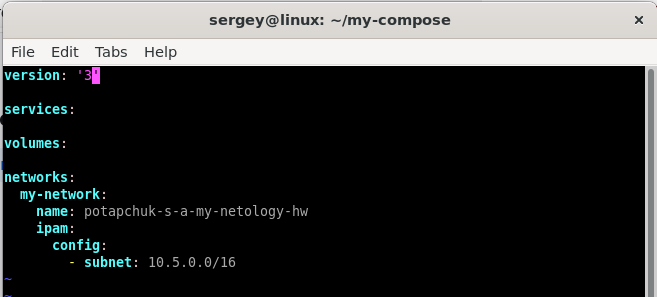 sergey@linux: ~/my-compose ×
File Edit Tabs Help
version: '3'
services:
volumes:
networks:
  my-network:
    name: potapchuk-s-a-my-netology-hw
    ipam:
      config:
        - subnet: 10.5.0.0/16
~
~